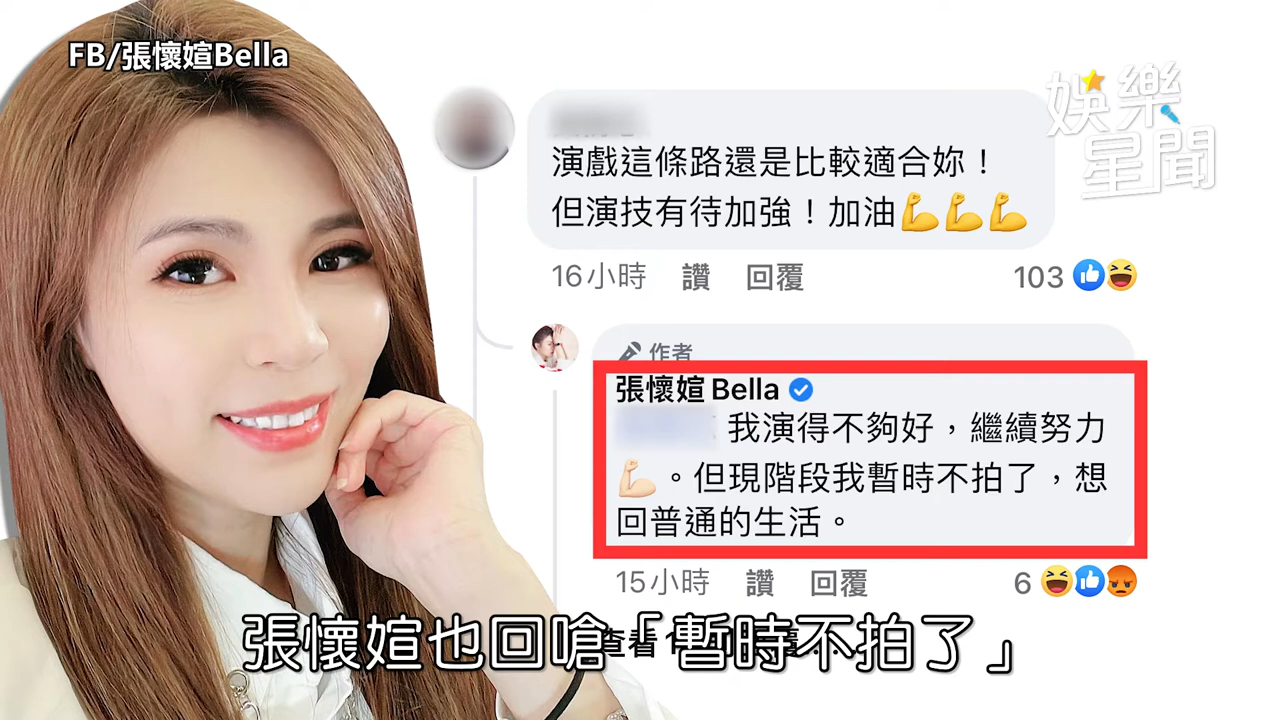 FB/張懷媗Bella
娛樂
星聞
演戲這條路還是比較適合妳！
但演技有待加強！加油💪💪💪
16小時 讚 回覆 103
作者
張懷媗 Bella
我演得不夠好，繼續努力
💪🏻。但現階段我暫時不拍了，想
回普通的生活。
15小時 讚 回覆 6
查看
張懷媗也回嗆「暫時不拍了」